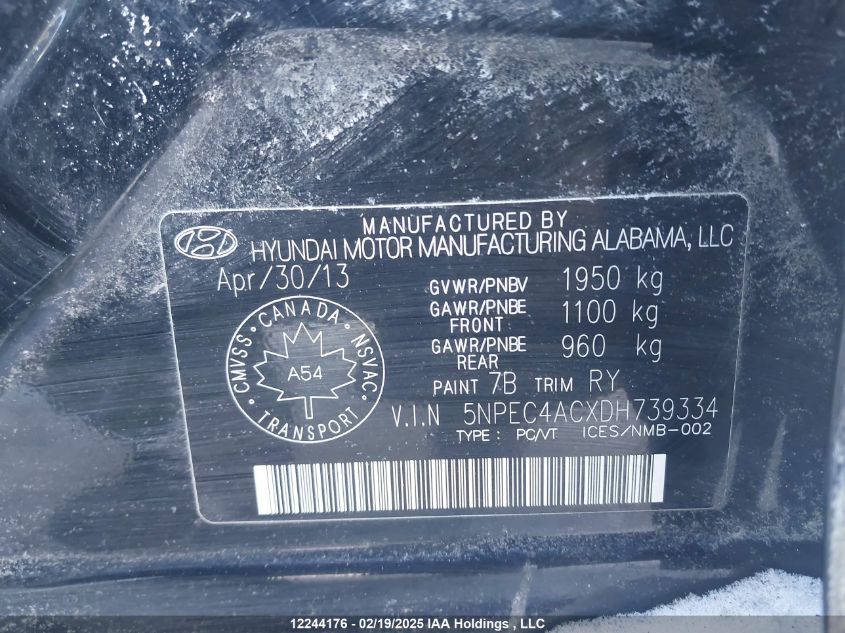 MANUFACTURED BY
HYUNDAI MOTOR MANUFACTURING ALABAMA, LLC
Apr/30/13
GVWR/PNBV 1950 kg
GAWR/PNBE FRONT 1100 kg
GAWR/PNBE REAR 960 kg
PAINT 7B TRIM RY
CMVSS · CANADA · NSVAC · TRANSPORT ·
A54
V.I.N 5NPEC4ACXDH739334
TYPE : PC/VT ICES/NMB-002
12244176 - 02/19/2025 IAA Holdings , LLC